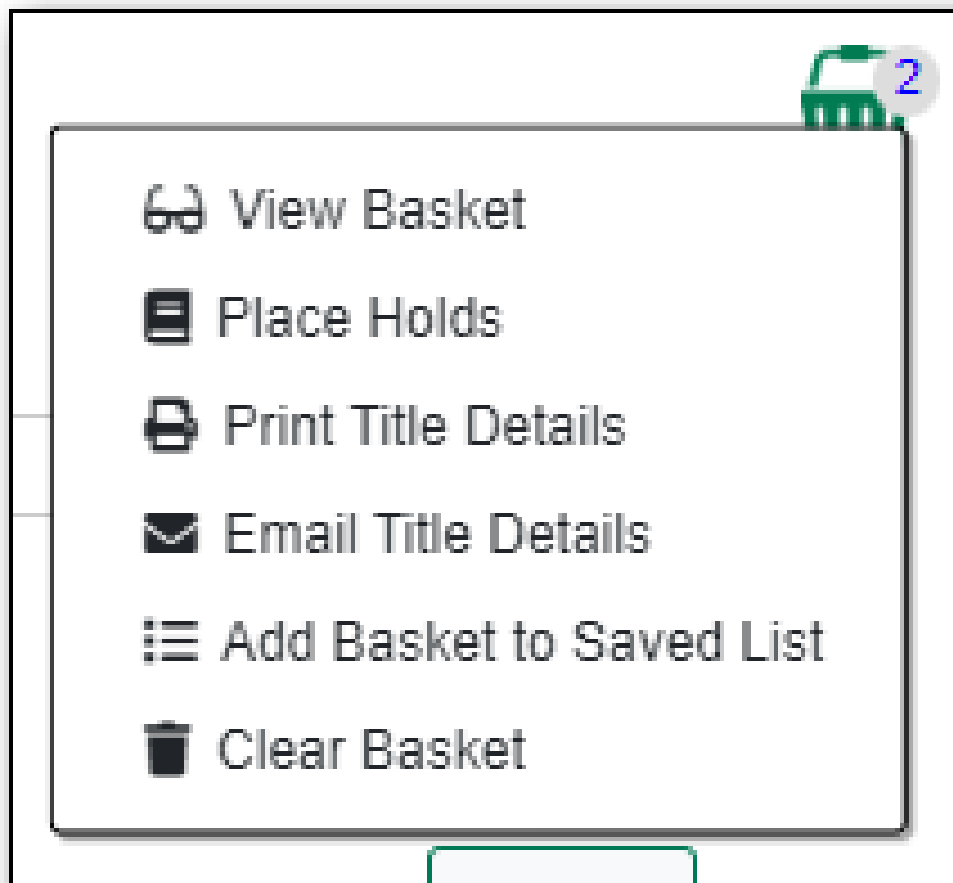 2
View Basket
Place Holds
Print Title Details
Email Title Details
Add Basket to Saved List
Clear Basket